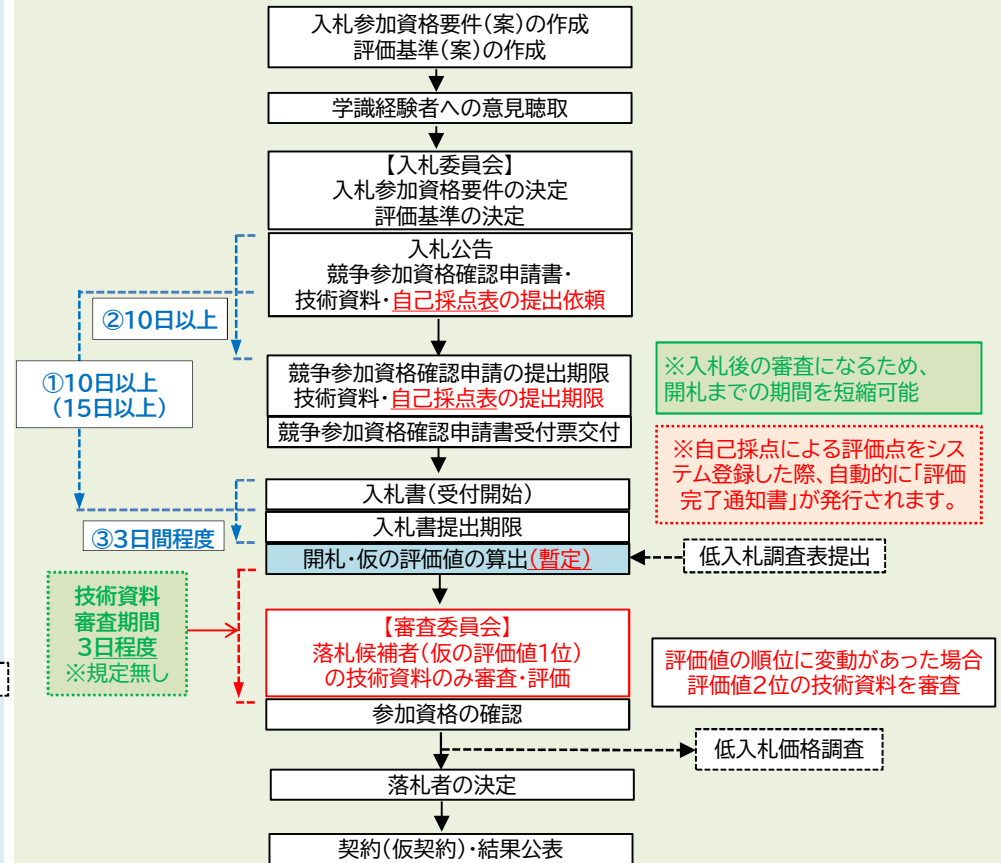 入札参加資格要件(案)の作成
評価基準(案)の作成
学識経験者への意見聴取
【入札委員会】
入札参加資格要件の決定
評価基準の決定
入札公告
競争参加資格確認申請書・
技術資料・自己採点表の提出依頼
②10日以上
①10日以上
(15日以上)
競争参加資格確認申請の提出期限
技術資料・自己採点表の提出期限
競争参加資格確認申請書受付票交付
※入札後の審査になるため、
開札までの期間を短縮可能
※自己採点による評価点をシス
テム登録した際、自動的に「評価
完了通知書」が発行されます。
入札書(受付開始)
入札書提出期限
③3日間程度
開札・仮の評価値の算出(暫定)
低入札調査表提出
技術資料
審査期間
3日程度
※規定無し
【審査委員会】
落札候補者(仮の評価値1位)
の技術資料のみ審査・評価
評価値の順位に変動があった場合
評価値2位の技術資料を審査
参加資格の確認
低入札価格調査
落札者の決定
契約(仮契約)・結果公表